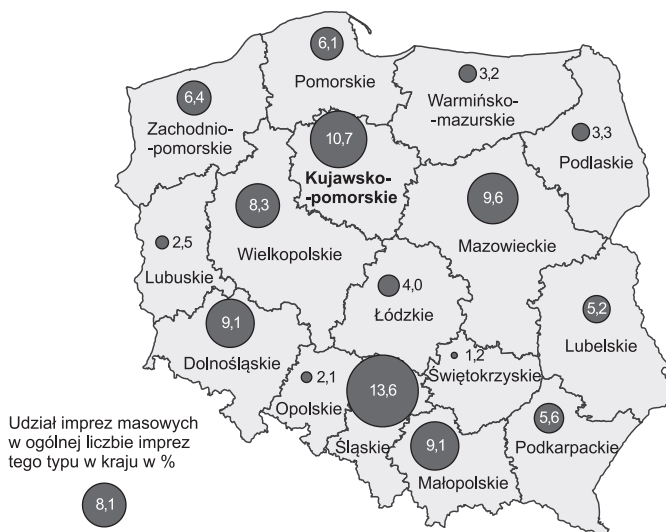 6,1
Pomorskie
3,2
Warmińsko-
-mazurskie
6,4
Zachodnio-
-pomorskie
3,3
Podlaskie
10,7
Kujawsko-
-pomorskie
8,3
Wielkopolskie
9,6
Mazowieckie
2,5
Lubuskie
4,0
Łódzkie
9,1
Dolnośląskie
5,2
Lubelskie
1,2
Świętokrzyskie
2,1
Opolskie
13,6
Śląskie
9,1
Małopolskie
5,6
Podkarpackie
Udział imprez masowych
w ogólnej liczbie imprez
tego typu w kraju w %
8,1